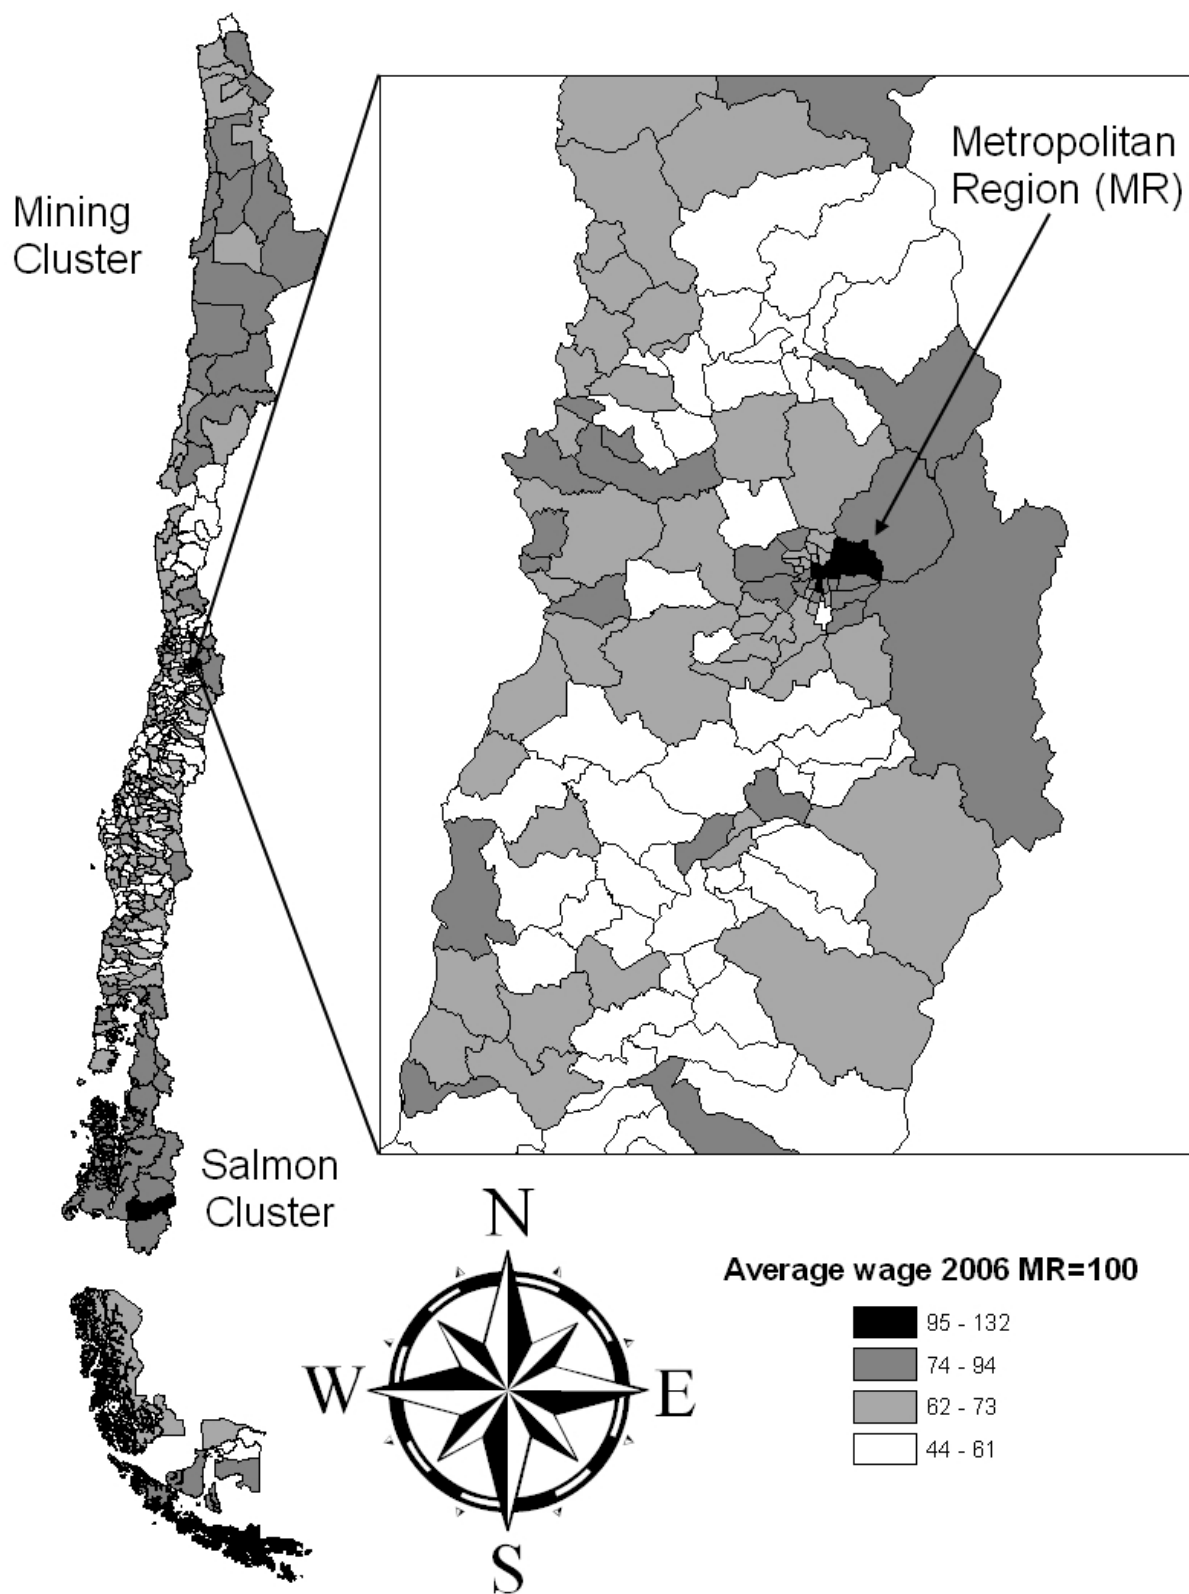 Metropolitan
Region (MR)
Mining
Cluster
Salmon
Cluster
N
W
E
S
Average wage 2006 MR=100
95 - 132
74 - 94
62 - 73
44 - 61